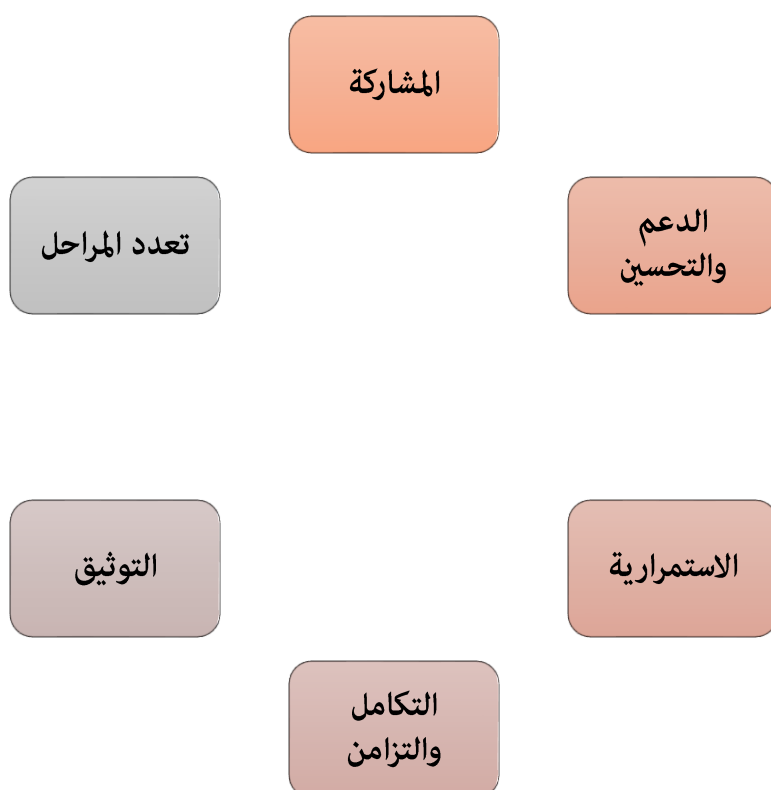 المشاركة
الدعم
والتحسين
تعدد المراحل
الاستمرارية
التوثيق
التكامل
والتزامن